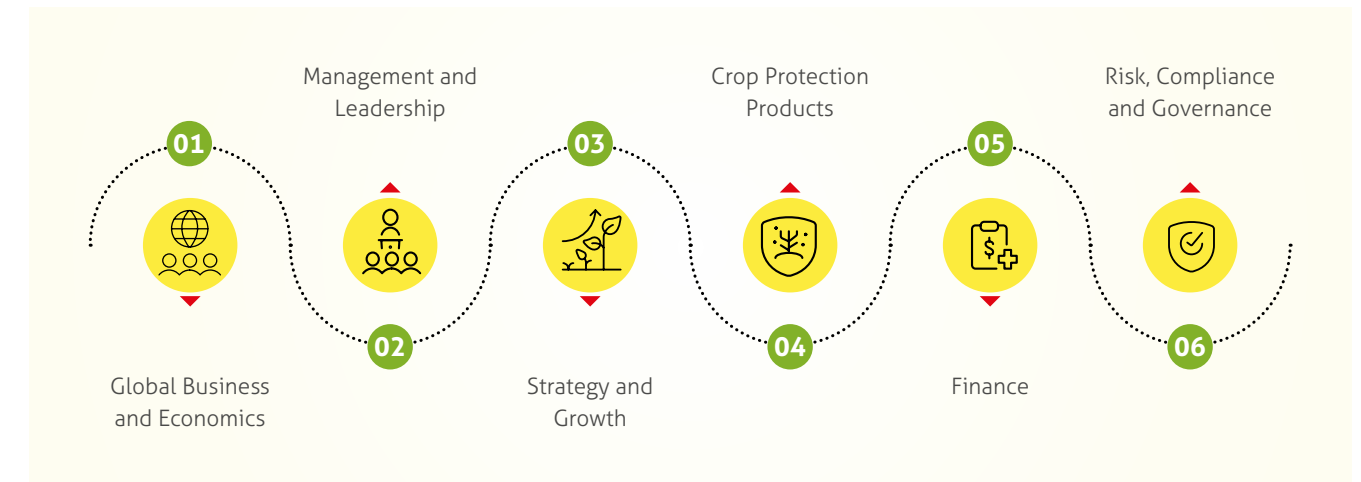 01
Global Business
and Economics
Management and
Leadership
02
03
Strategy and
Growth
Crop Protection
Products
04
05
$
Finance
Risk, Compliance
and Governance
06